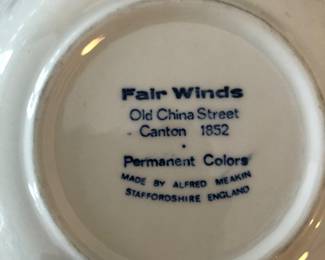 Fair Winds
Old China Street
Canton 1852
•
Permanent Colors
MADE BY ALFRED MEAKIN
STAFFORDSHIRE ENGLAND